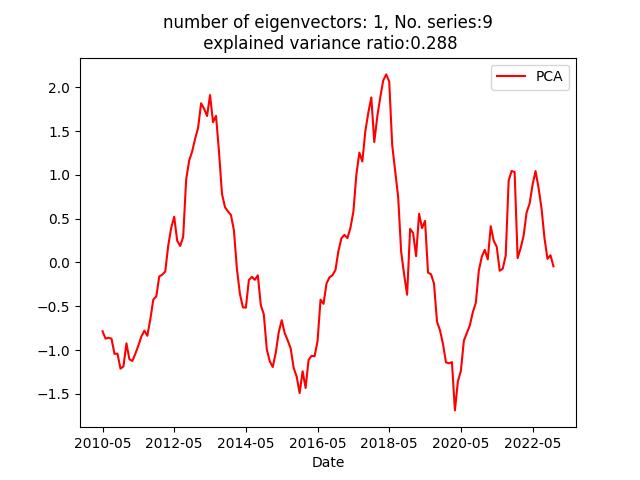 number of eigenvectors: 1, No. series:9
explained variance ratio:0.288
PCA
2.0
1.5
1.0
0.5
0.0
−0.5
−1.0
−1.5
2010-05 2012-05 2014-05 2016-05 2018-05 2020-05 2022-05
Date